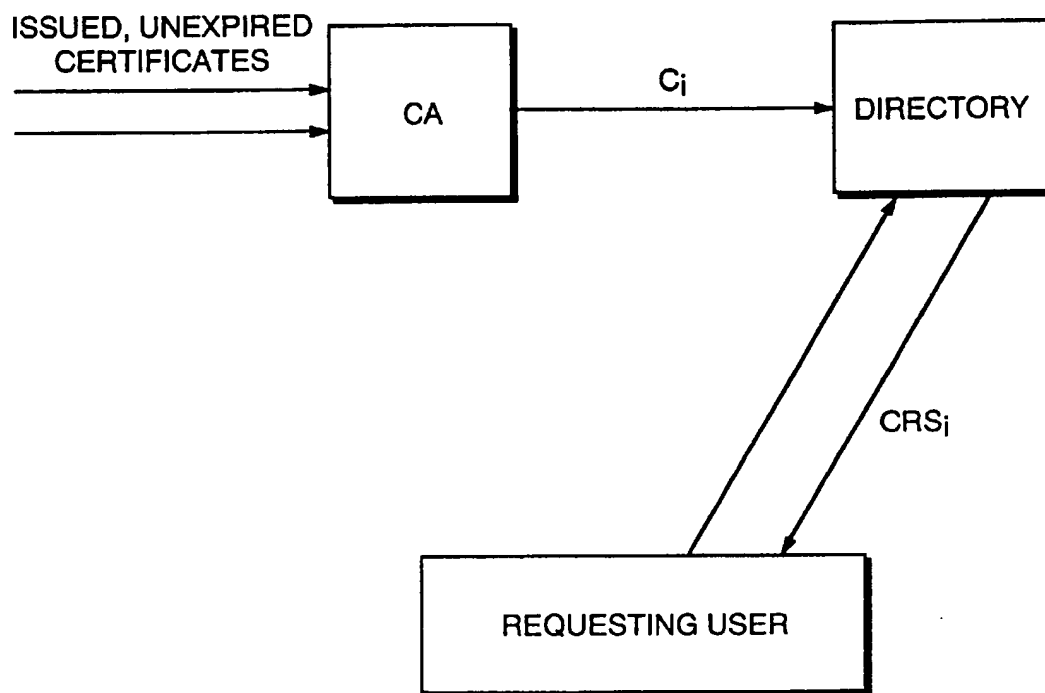 ISSUED, UNEXPIRED
CERTIFICATES
CA
Ci
DIRECTORY
CRSi
REQUESTING USER